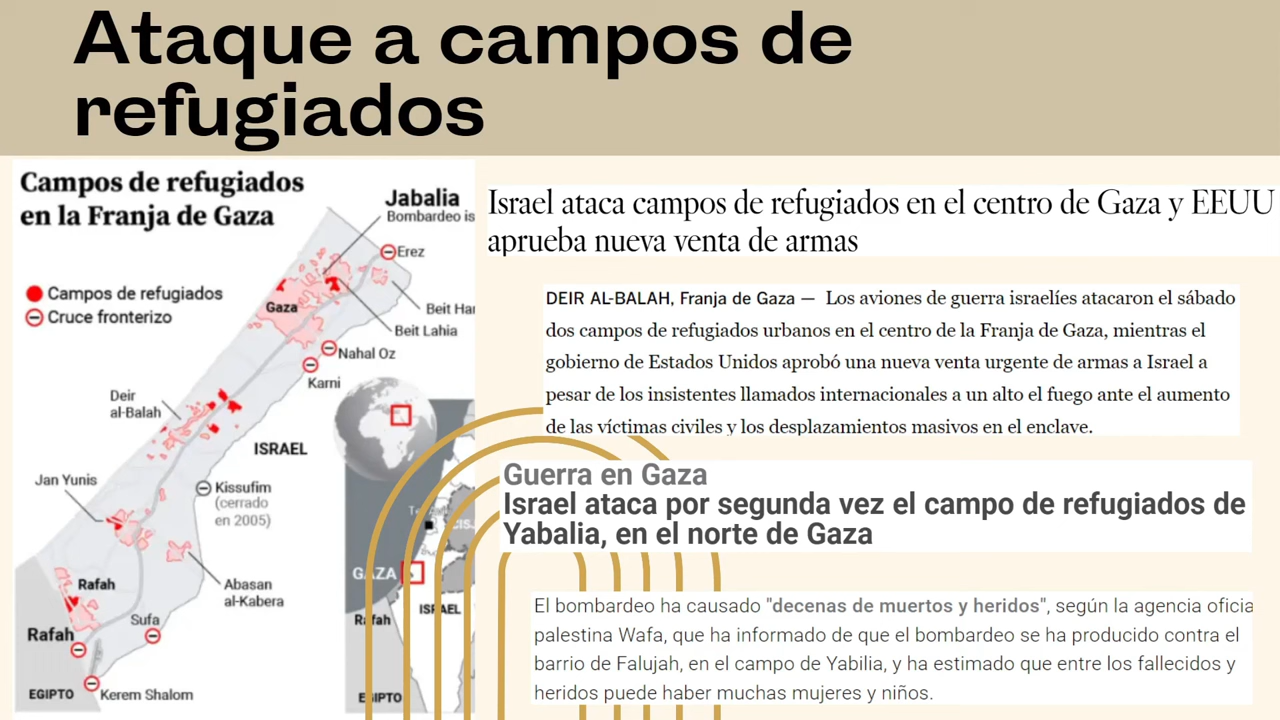 Ataque a campos de
refugiados
Campos de refugiados
en la Franja de Gaza
Jabalia
Bombardeo is
Erez
Campos de refugiados
Cruce fronterizo
Gaza
Beit Han
Beit Lahia
Nahal Oz
Karni
Deir
al-Balah
ISRAEL
Jan Yunis
Kissufim
(cerrado
en 2005)
Rafah
Abasan
al-Kabera
Sufa
Rafah
EGIPTO
Kerem Shalom
CISJ
GAZA
ISRAEL
Rafah
EGIPTO
Israel ataca campos de refugiados en el centro de Gaza y EEUU
aprueba nueva venta de armas
DEIR AL-BALAH, Franja de Gaza — Los aviones de guerra israelíes atacaron el sábado
dos campos de refugiados urbanos en el centro de la Franja de Gaza, mientras el
gobierno de Estados Unidos aprobó una nueva venta urgente de armas a Israel a
pesar de los insistentes llamados internacionales a un alto el fuego ante el aumento
de las víctimas civiles y los desplazamientos masivos en el enclave.
Guerra en Gaza
Israel ataca por segunda vez el campo de refugiados de
Yabalia, en el norte de Gaza
El bombardeo ha causado "decenas de muertos y heridos", según la agencia oficia
palestina Wafa, que ha informado de que el bombardeo se ha producido contra el
barrio de Falujah, en el campo de Yabilia, y ha estimado que entre los fallecidos y
heridos puede haber muchas mujeres y niños.